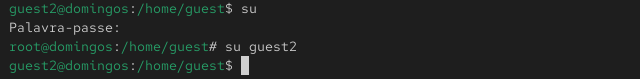 guest2@domingos:/home/guest$ su
Palavra-passe:
root@domingos:/home/guest# su guest2
guest2@domingos:/home/guest$